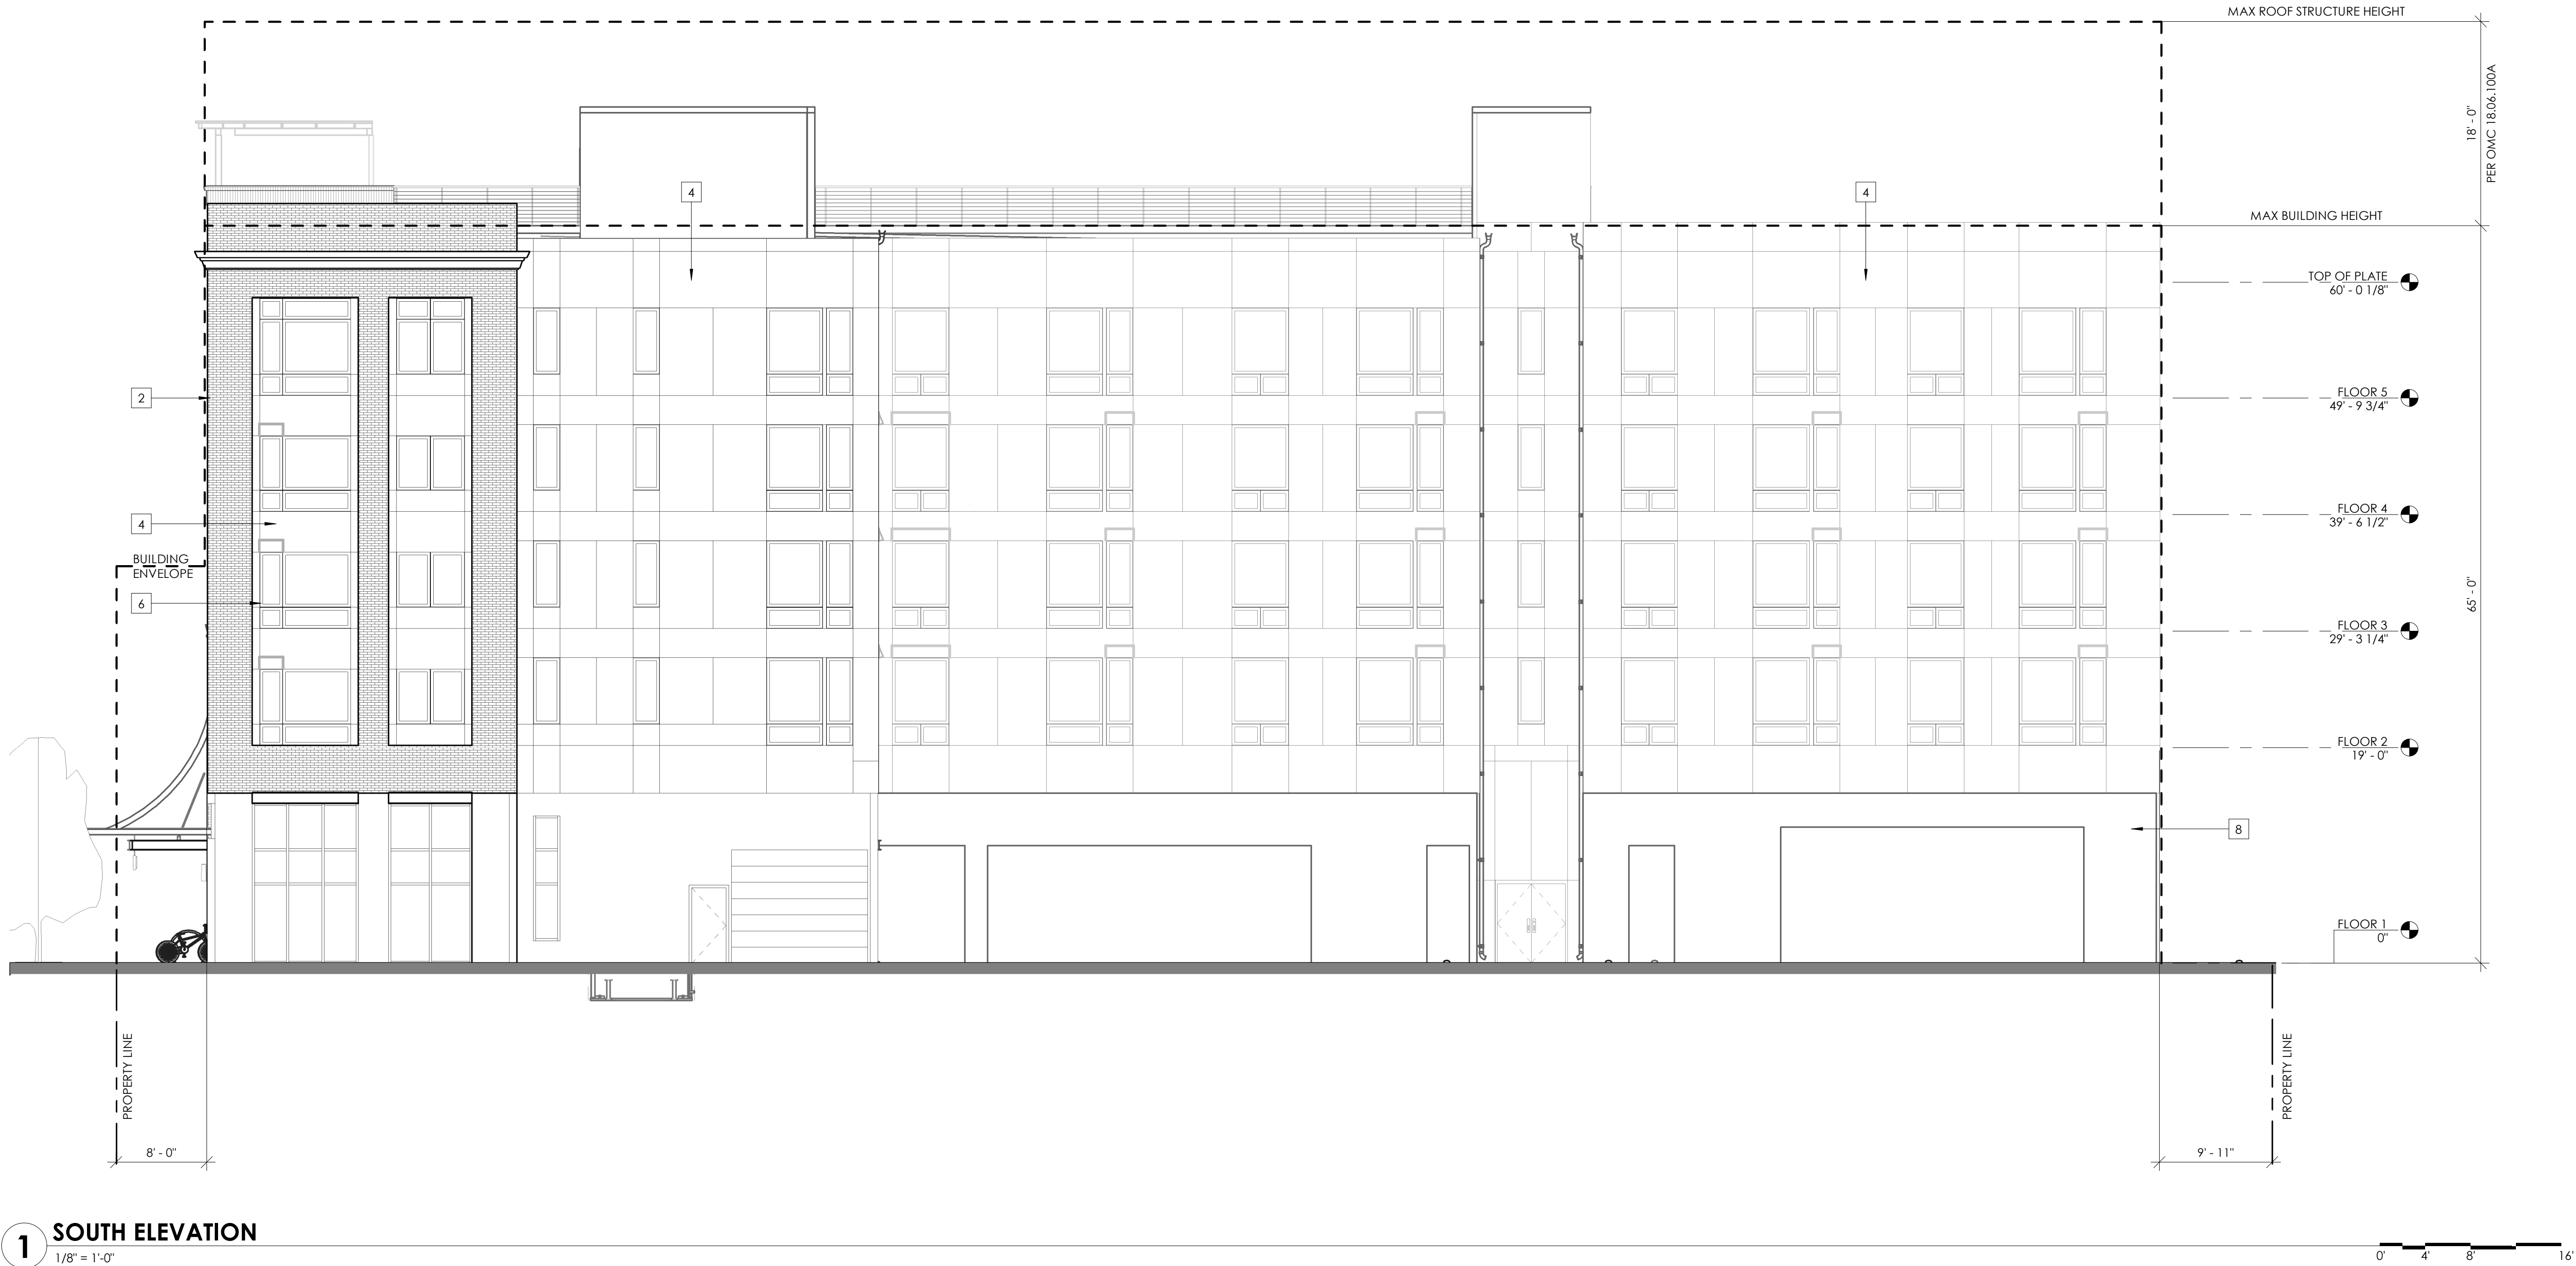 MAX ROOF STRUCTURE HEIGHT
18' - 0"
PER OMC 18.06.100A
4
4
MAX BUILDING HEIGHT
TOP OF PLATE
60' - 0 1/8"
2
FLOOR 5
49' - 9 3/4"
4
FLOOR 4
39' - 6 1/2"
BUILDING
ENVELOPE
6
65' - 0"
FLOOR 3
29' - 3 1/4"
FLOOR 2
19' - 0"
8
FLOOR 1
0"
PROPERTY LINE
PROPERTY LINE
8' - 0"
9' - 11"
1
SOUTH ELEVATION
1/8" = 1'-0"
0' 4' 8' 16'